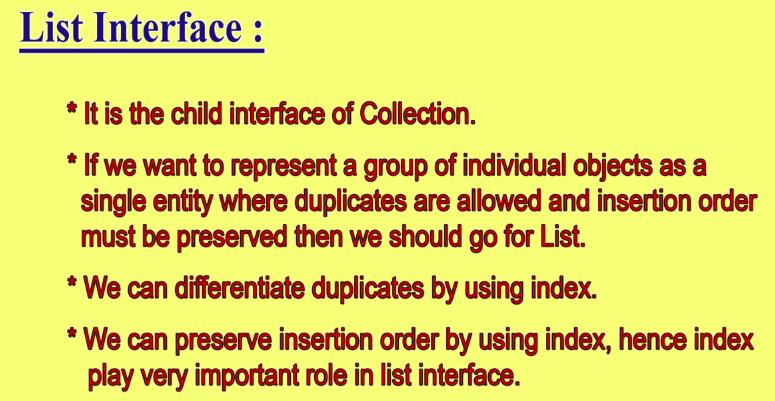 List Interface :
* It is the child interface of Collection.
* If we want to represent a group of individual objects as a
single entity where duplicates are allowed and insertion order
must be preserved then we should go for List.
* We can differentiate duplicates by using index.
* We can preserve insertion order by using index, hence index
play very important role in list interface.